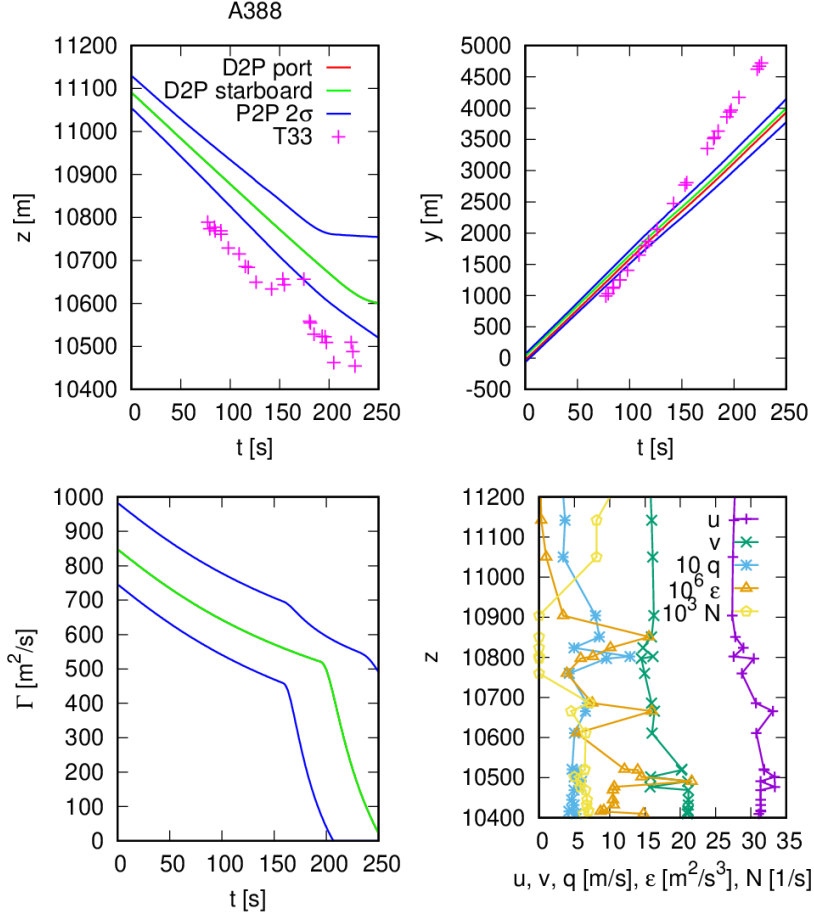 A388
11200
11100
11000
10900
10800
10700
10600
10500
10400
z [m]
0 50 100 150 200 250
t [s]
D2P port
D2P starboard
P2P 2σ
T33
5000
4500
4000
3500
3000
2500
2000
1500
1000
500
0
-500
y [m]
0 50 100 150 200 250
t [s]
1000
900
800
700
600
500
400
300
200
100
0
Γ [m²/s]
0 50 100 150 200 250
t [s]
11200
11100
11000
10900
10800
10700
10600
10500
10400
z
u
v
10 q
10⁶ ε
10³ N
0 5 10 15 20 25 30 35
u, v, q [m/s], ε [m²/s³], N [1/s]